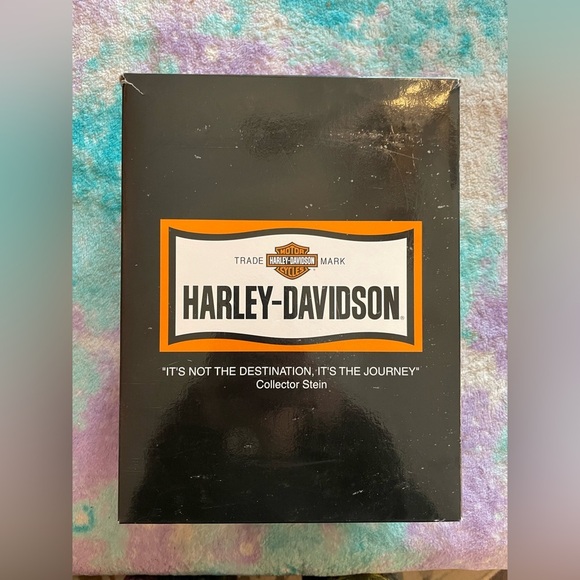 TRADE MARK
MOTOR
HARLEY-DAVIDSON
CYCLES
HARLEY-DAVIDSON®
"IT'S NOT THE DESTINATION, IT'S THE JOURNEY"
Collector Stein